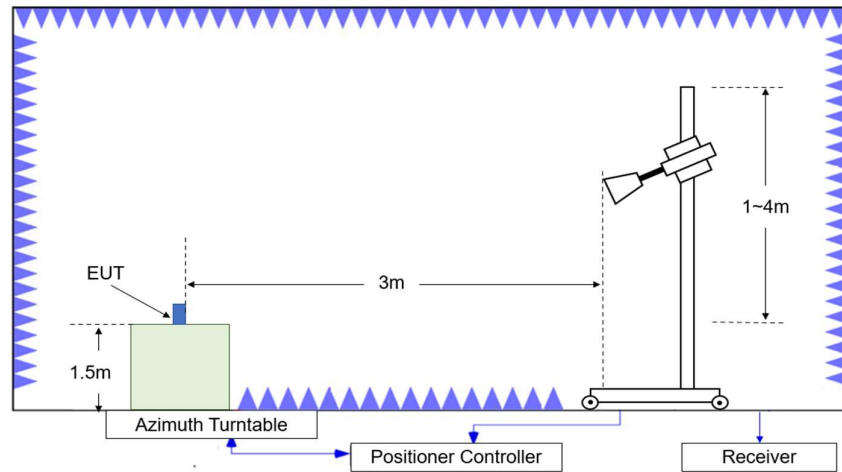 EUT
3m
1~4m
1.5m
Azimuth Turntable
Positioner Controller
Receiver